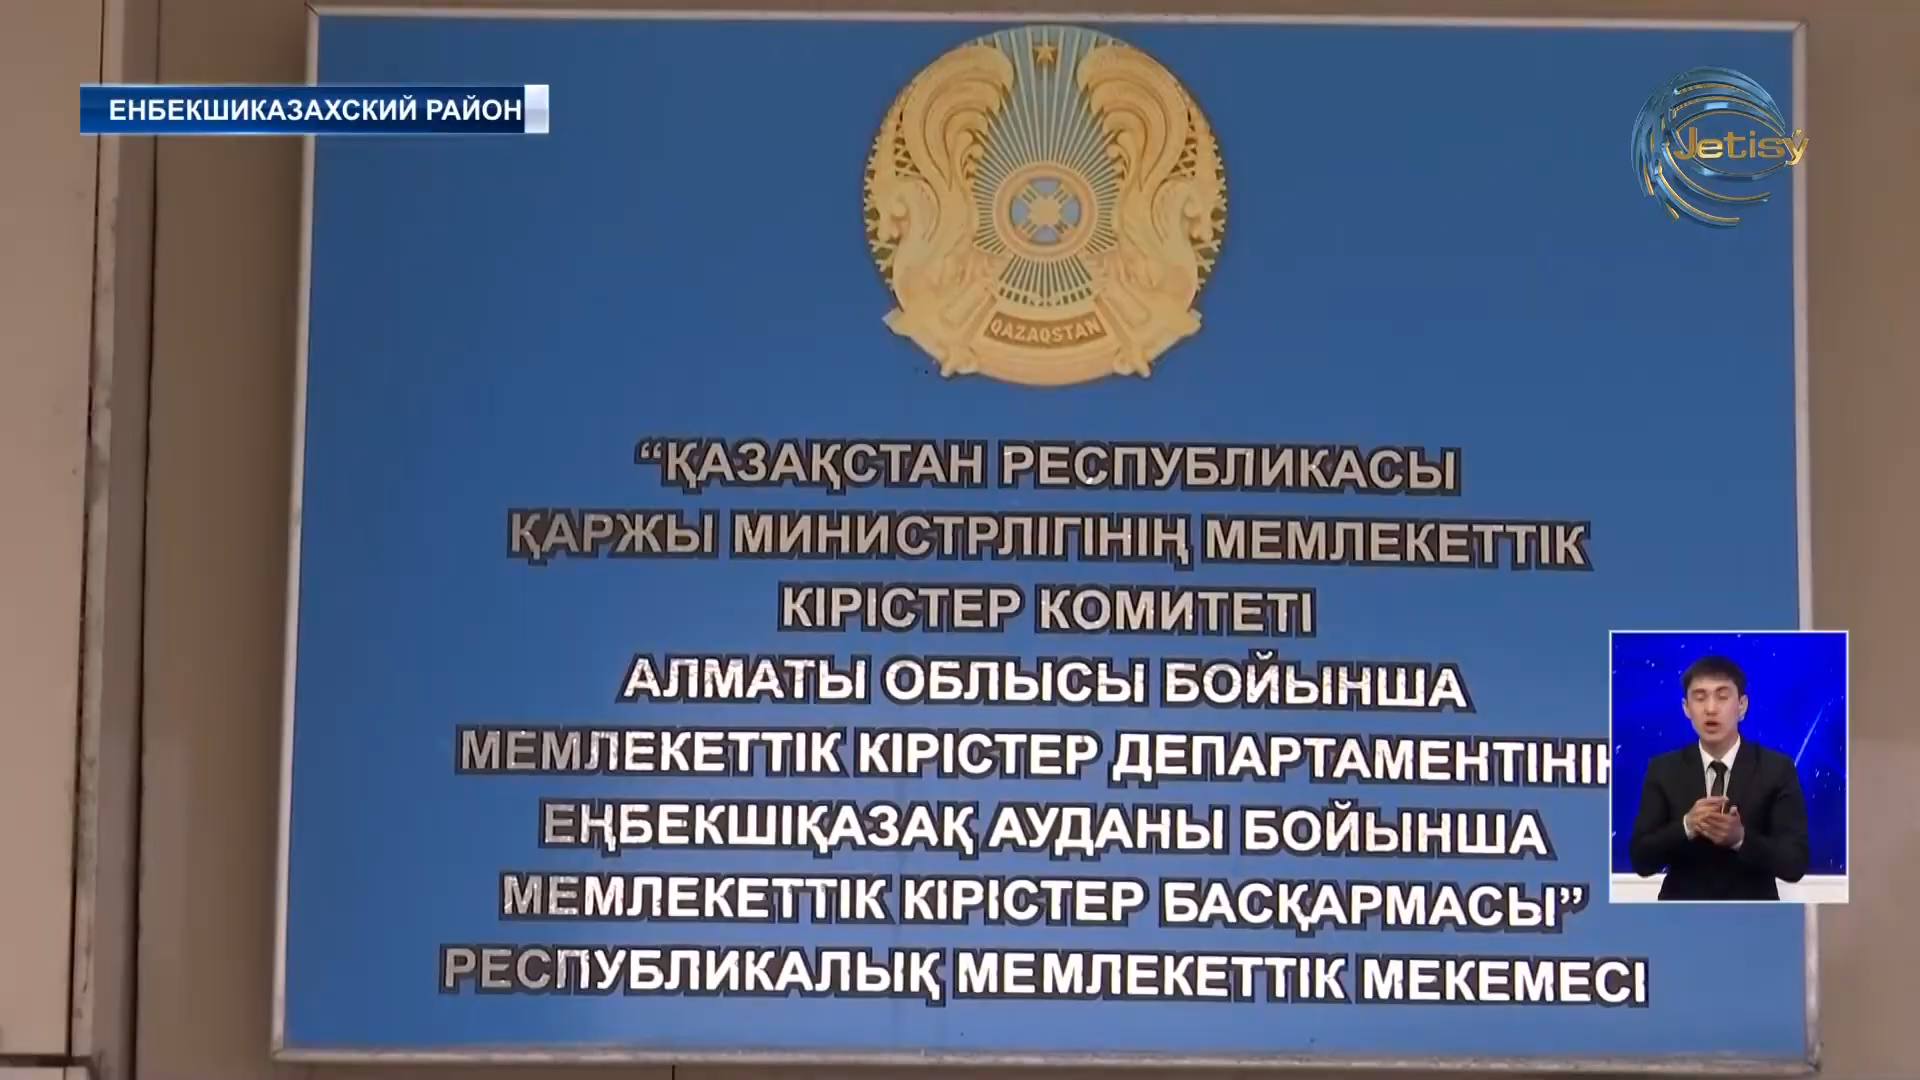 ЕНБЕКШИКАЗАХСКИЙ РАЙОН
Jetisý
QAZAQSTAN
“ҚАЗАҚСТАН РЕСПУБЛИКАСЫ
ҚАРЖЫ МИНИСТРЛІГІНІҢ МЕМЛЕКЕТТІК
КІРІСТЕР КОМИТЕТІ
АЛМАТЫ ОБЛЫСЫ БОЙЫНША
МЕМЛЕКЕТТІК КІРІСТЕР
ЕҢБЕКШІҚАЗАҚ АУДАНЫ БОЙЫНША
МЕМЛЕКЕТТІК КІРІСТЕР БАСҚАРМАСЫ”
РЕСПУБЛИКАЛЫҚ МЕМЛЕКЕТТІК МЕКЕМЕСІ